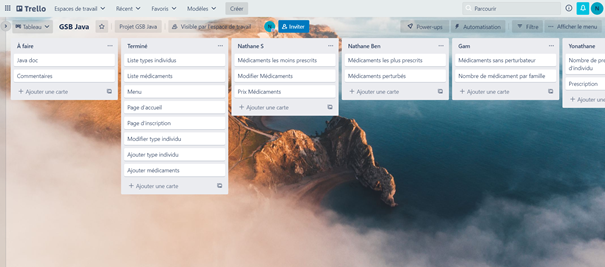 Trello
Espaces de travail
Récent
Favoris
Modèles
Créer
Parcourir
N
Tableau
GSB Java
Projet GSB Java
Visible par l'espace de travail
N
Inviter
Power-ups
Automatisation
Filtre
Afficher le menu
À faire
Java doc
Commentaires
+ Ajouter une carte
Terminé
Liste types individus
Liste médicaments
Menu
Page d'accueil
Page d'inscription
Modifier type individu
Ajouter type individu
Ajouter médicaments
+ Ajouter une carte
Nathane S
Médicaments les moins prescrits
Modifier Médicaments
Prix Médicaments
+ Ajouter une carte
Nathane Ben
Médicaments les plus prescrits
Médicaments perturbés
+ Ajouter une carte
Gam
Médicaments sans perturbateur
Nombre de médicament par famille
+ Ajouter une carte
Yonathane
Nombre de pre
d'individu
Prescription
+ Ajouter une